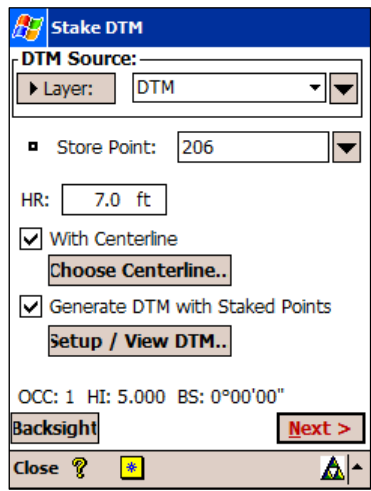 Stake DTM
DTM Source:
Layer: DTM
Store Point: 206
HR: 7.0 ft
With Centerline
Choose Centerline..
Generate DTM with Staked Points
Setup / View DTM..
OCC: 1 HI: 5.000 BS: 0°00'00"
Backsight Next >
Close ?